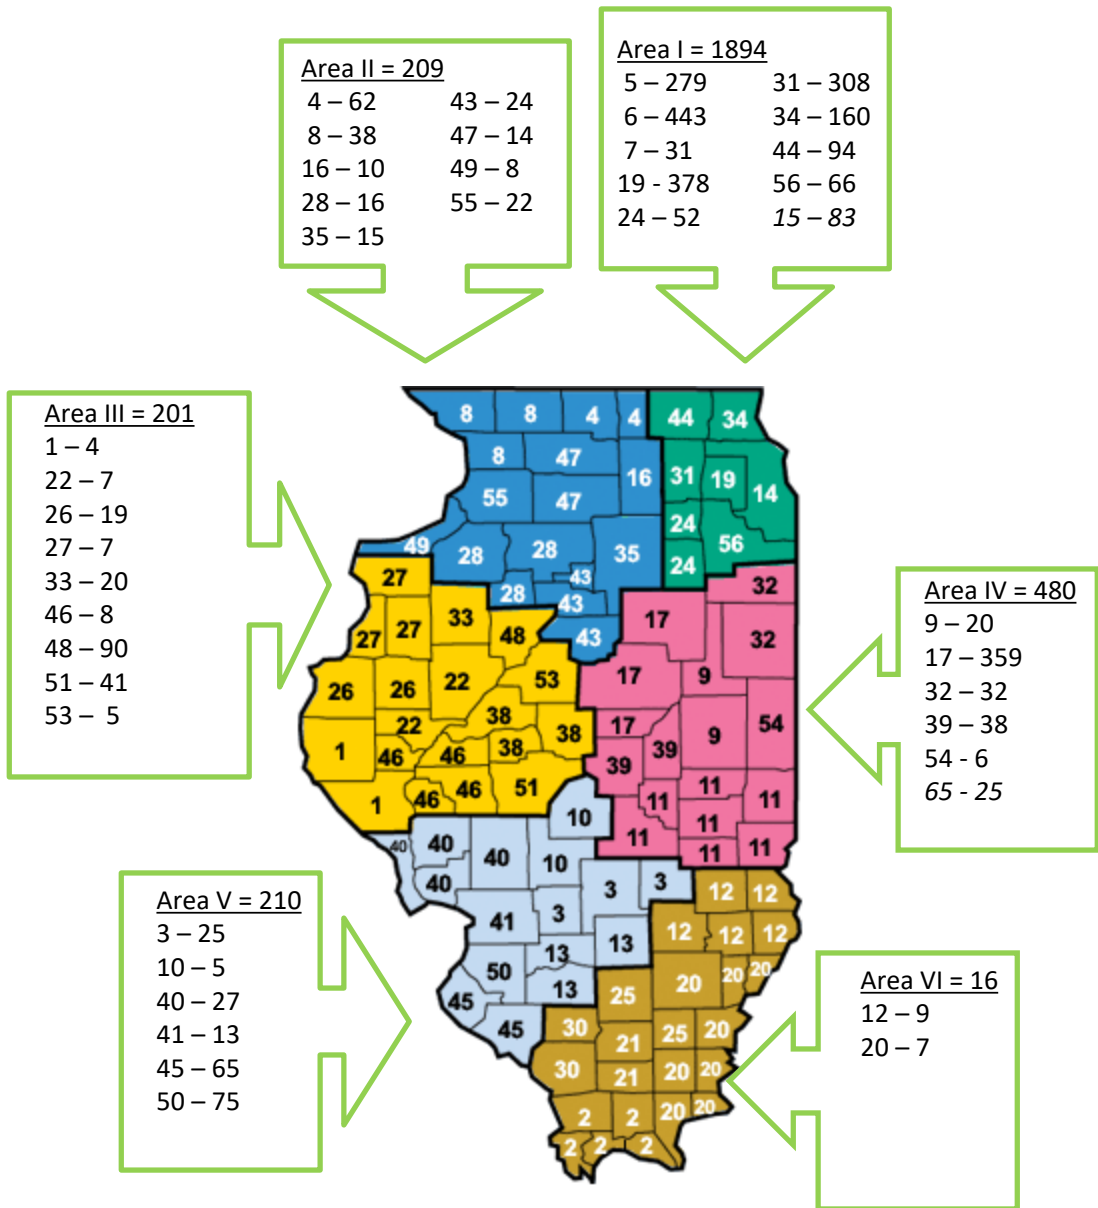 Area II = 209
4 – 62 43 – 24
8 – 38 47 – 14
16 – 10 49 – 8
28 – 16 55 – 22
35 – 15
Area I = 1894
5 – 279 31 – 308
6 – 443 34 – 160
7 – 31 44 – 94
19 - 378 56 – 66
24 – 52 15 – 83
Area III = 201
1 – 4
22 – 7
26 – 19
27 – 7
33 – 20
46 – 8
48 – 90
51 – 41
53 – 5
Area IV = 480
9 – 20
17 – 359
32 – 32
39 – 38
54 - 6
65 - 25
Area V = 210
3 – 25
10 – 5
40 – 27
41 – 13
45 – 65
50 – 75
Area VI = 16
12 – 9
20 – 7
8 8 4 4 44 34
8 47 16 31 19 14
55 47 24
49 28 28 35 24 56
27 28 43 32
27 27 33 48 43 17 32
43
26 26 22 53 17 9
1 22 38 38 17 9 54
46 46 38 39 39
1 46 46 51 11 11 11
10 11 11
40 40 40 10 11 11
40 3 3 12 12
41 3 13 12 12 12
50 13 20 20 20
45 13 25
45 30 21 25 20
30 21 20 20
2 2 20 20
2 2 2